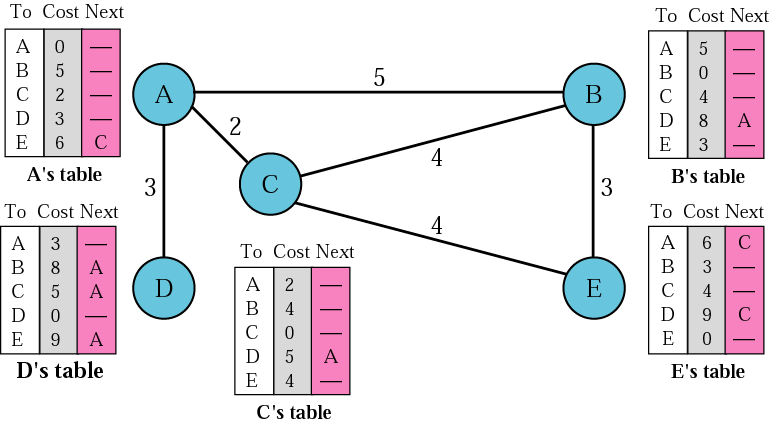 To Cost Next
A 0 —
B 5 —
C 2 —
D 3 —
E 6 C
A's table
To Cost Next
A 5 —
B 0 —
C 4 —
D 8 A
E 3 —
B's table
A
5
B
2
4
C
3
3
4
D
E
To Cost Next
A 3 —
B 8 A
C 5 A
D 0 —
E 9 A
D's table
To Cost Next
A 2 —
B 4 —
C 0 —
D 5 A
E 4 —
C's table
To Cost Next
A 6 C
B 3 —
C 4 —
D 9 C
E 0 —
E's table